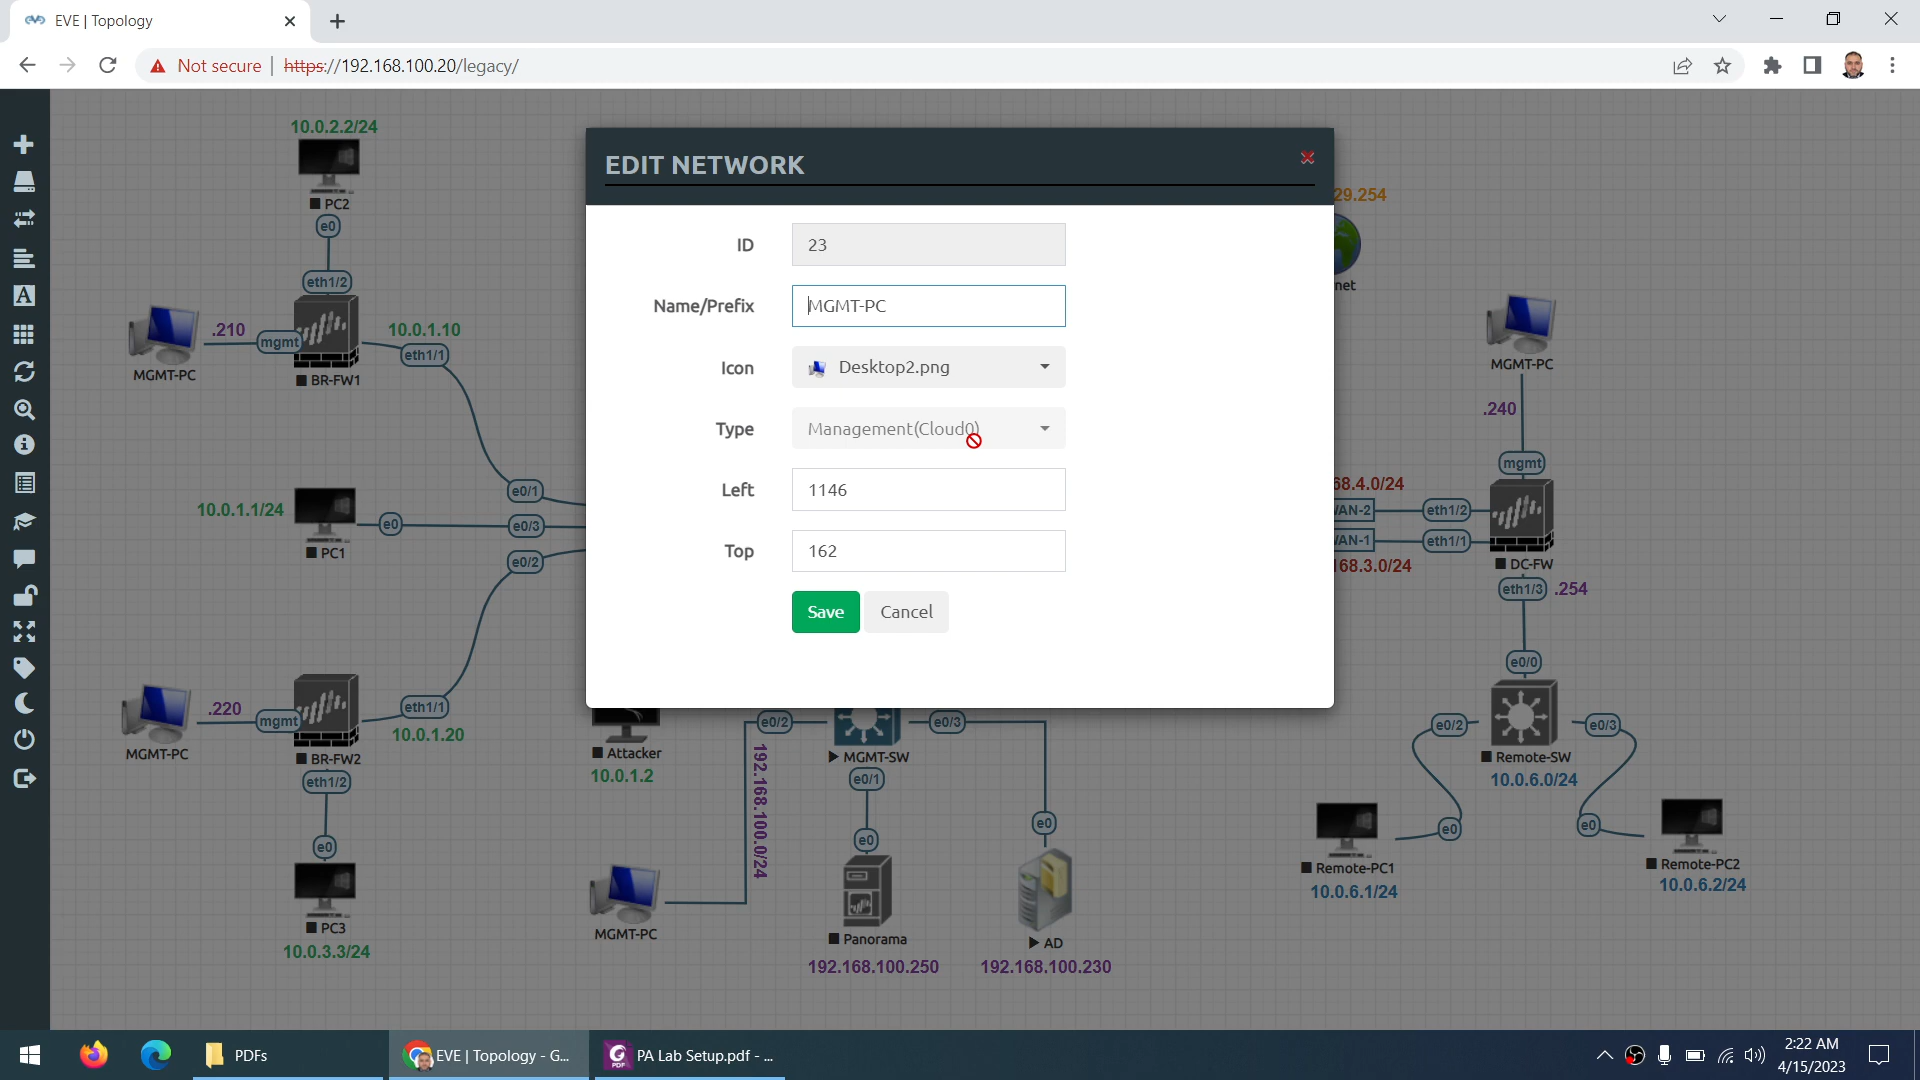 EVE | Topology
Not secure
https://192.168.100.20/legacy/
10.0.2.2/24
PC2
e0
eth1/2
.210
mgmt
10.0.1.10
eth1/1
MGMT-PC
BR-FW1
10.0.1.1/24
e0
e0/1
e0/3
e0/2
PC1
.220
mgmt
eth1/1
10.0.1.20
MGMT-PC
BR-FW2
eth1/2
e0
PC3
10.0.3.3/24
EDIT NETWORK
ID
23
Name/Prefix
MGMT-PC
Icon
Desktop2.png
Type
Management(Cloud0)
Left
1146
Top
162
Save
Cancel
29.254
net
MGMT-PC
.240
mgmt
68.4.0/24
AN-2
eth1/2
AN-1
eth1/1
168.3.0/24
DC-FW
eth1/3
.254
e0/0
e0/2
e0/3
Remote-SW
10.0.6.0/24
e0
e0
Remote-PC1
10.0.6.1/24
Remote-PC2
10.0.6.2/24
Attacker
10.0.1.2
e0/2
e0/3
MGMT-SW
e0/1
192.168.100.0/24
e0
e0
MGMT-PC
Panorama
192.168.100.250
AD
192.168.100.230
PDFs
EVE | Topology - G...
PDF
PA Lab Setup.pdf - ...
2:22 AM
4/15/2023